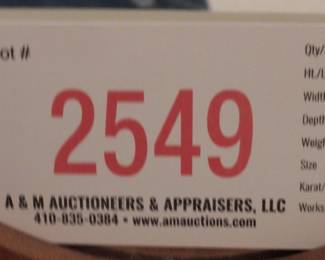 ot #
2549
A & M AUCTIONEERS & APPRAISERS, LLC
410-835-0384 • www.amauctions.com
Qty/
Ht./L
Width
Depth
Weigh
Size
Karat/
Works